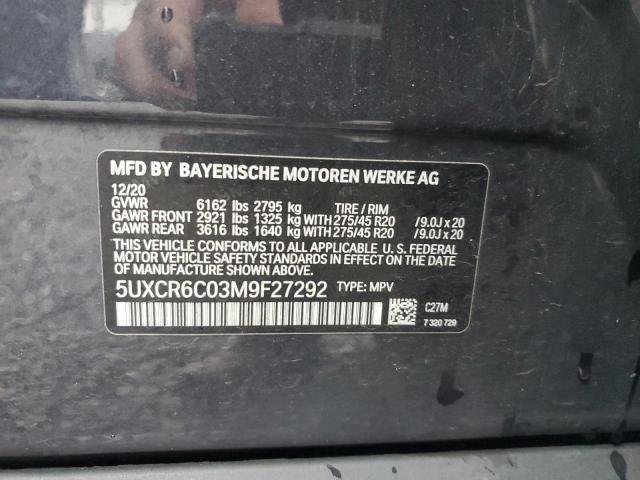 MFD BY BAYERISCHE MOTOREN WERKE AG
12/20
GVWR 6162 lbs 2795 kg TIRE / RIM
GAWR FRONT 2921 lbs 1325 kg WITH 275/45 R20 /9.0J x 20
GAWR REAR 3616 lbs 1640 kg WITH 275/45 R20 /9.0J x 20
THIS VEHICLE CONFORMS TO ALL APPLICABLE U. S. FEDERAL
MOTOR VEHICLE SAFETY STANDARDS IN EFFECT ON THE DATE
OF MANUFACTURE SHOWN ABOVE.
5UXCR6C03M9F27292 TYPE: MPV
C27M
7 320 729